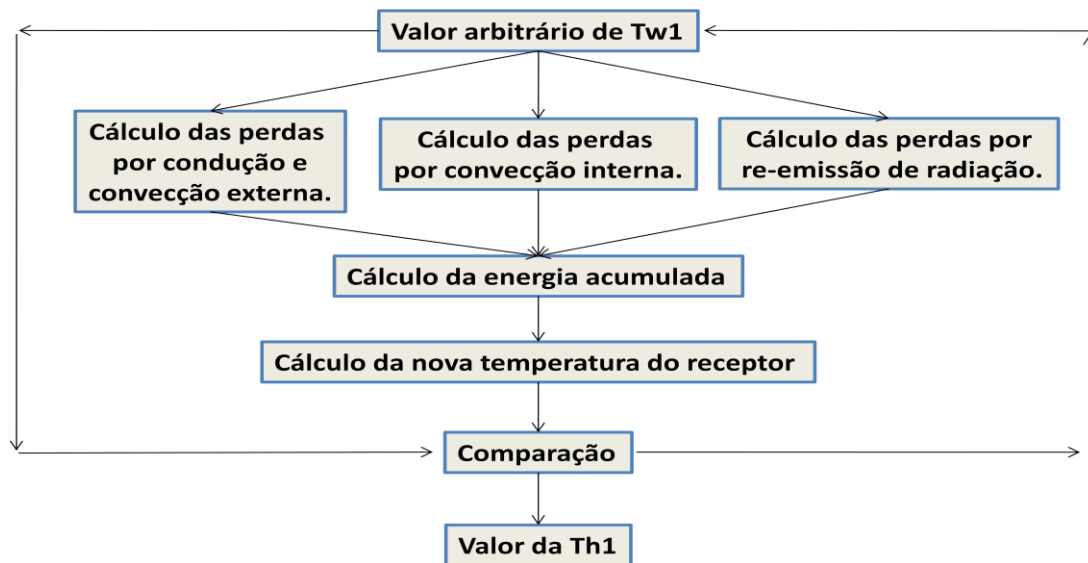 Valor arbitrário de Tw1
Cálculo das perdas
por condução e
convecção externa.
Cálculo das perdas
por convecção interna.
Cálculo das perdas por
re-emissão de radiação.
Cálculo da energia acumulada
Cálculo da nova temperatura do receptor
Comparação
Valor da Th1